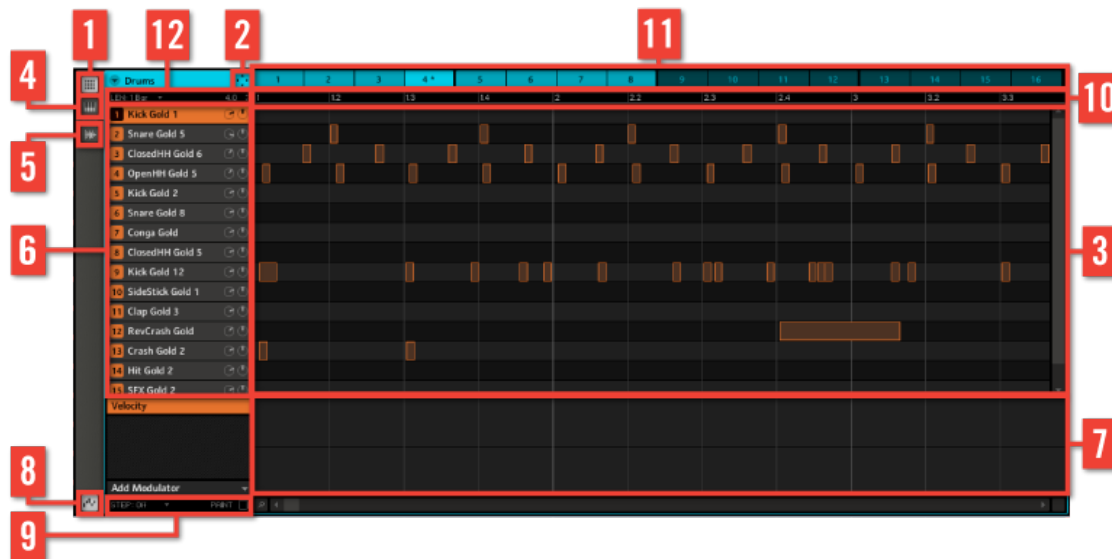 1 12 2 11
4
5
6
8
9
10
3
7
Drums
1 2 3 4 * 5 6 7 8 9 10 11 12 13 14 15 16
LEN: 1 Bar 4.0
1 1.2 1.3 1.4 2 2.2 2.3 2.4 3 3.2 3.3
1 Kick Gold 1
2 Snare Gold 5
3 ClosedHH Gold 6
4 OpenHH Gold 5
5 Kick Gold 2
6 Snare Gold 8
7 Conga Gold
8 ClosedHH Gold 5
9 Kick Gold 12
10 SideStick Gold 1
11 Clap Gold 3
12 RevCrash Gold
13 Crash Gold 2
14 Hit Gold 2
15 SFX Gold 2
Velocity
Add Modulator
STEP: Off PAINT